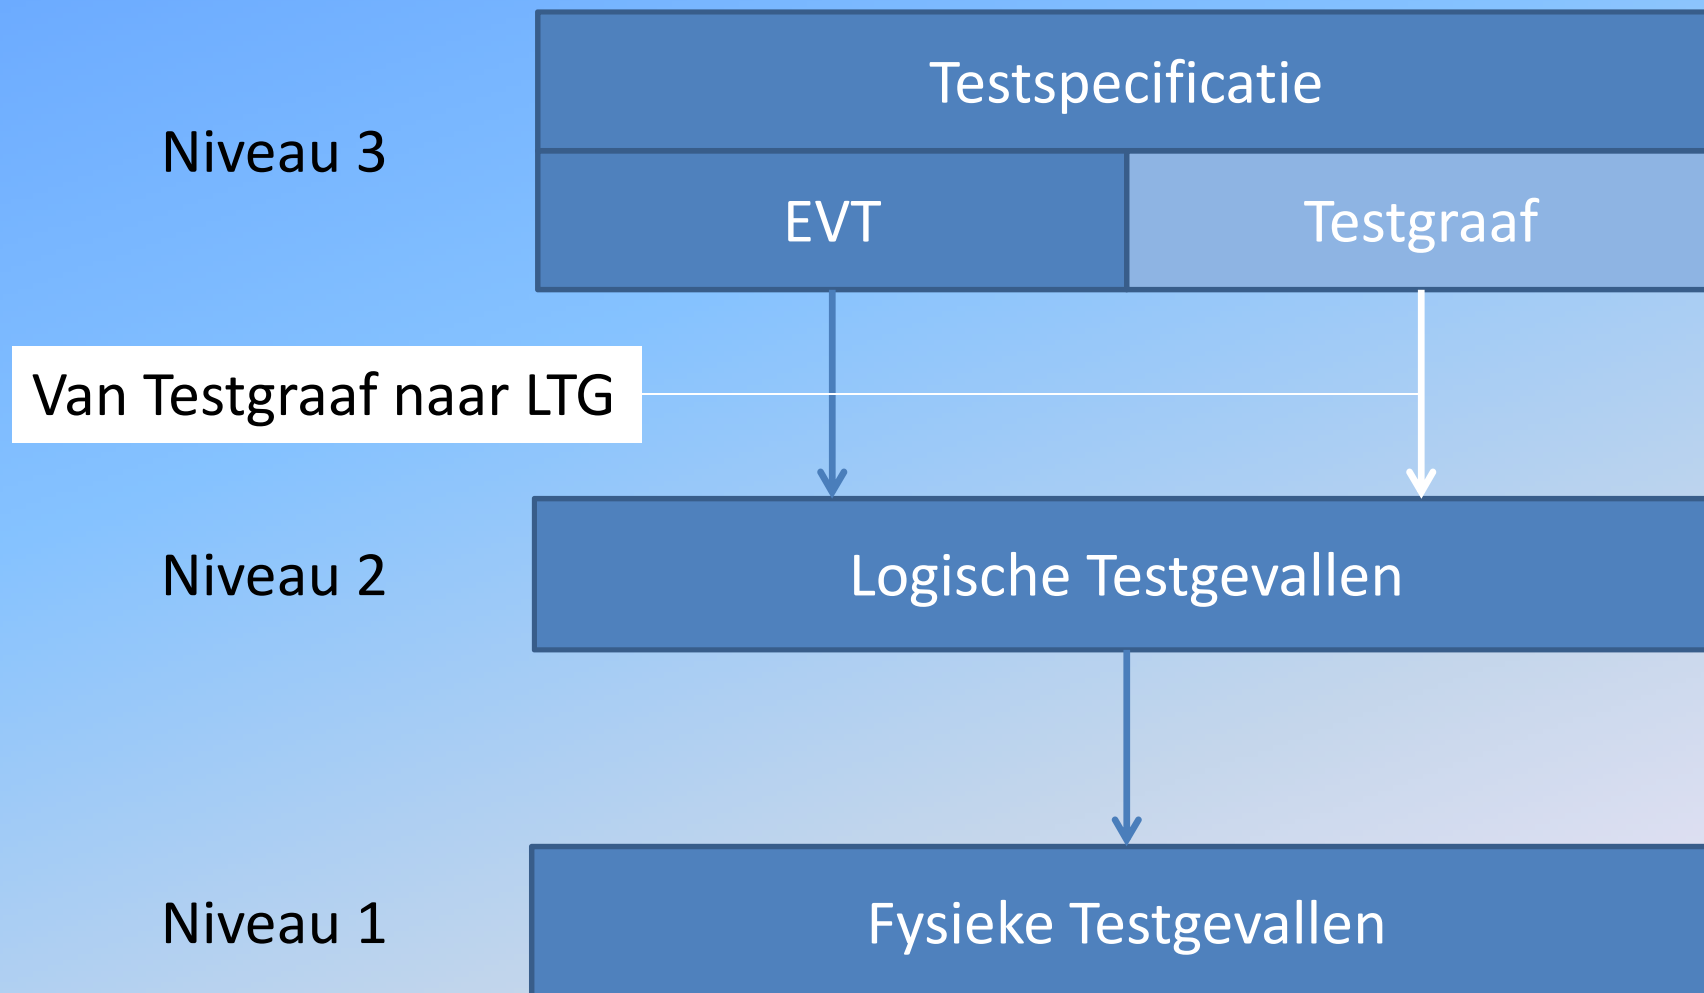 Testspecificatie
Niveau 3
EVT
Testgraaf
Van Testgraaf naar LTG
Niveau 2
Logische Testgevallen
Niveau 1
Fysieke Testgevallen